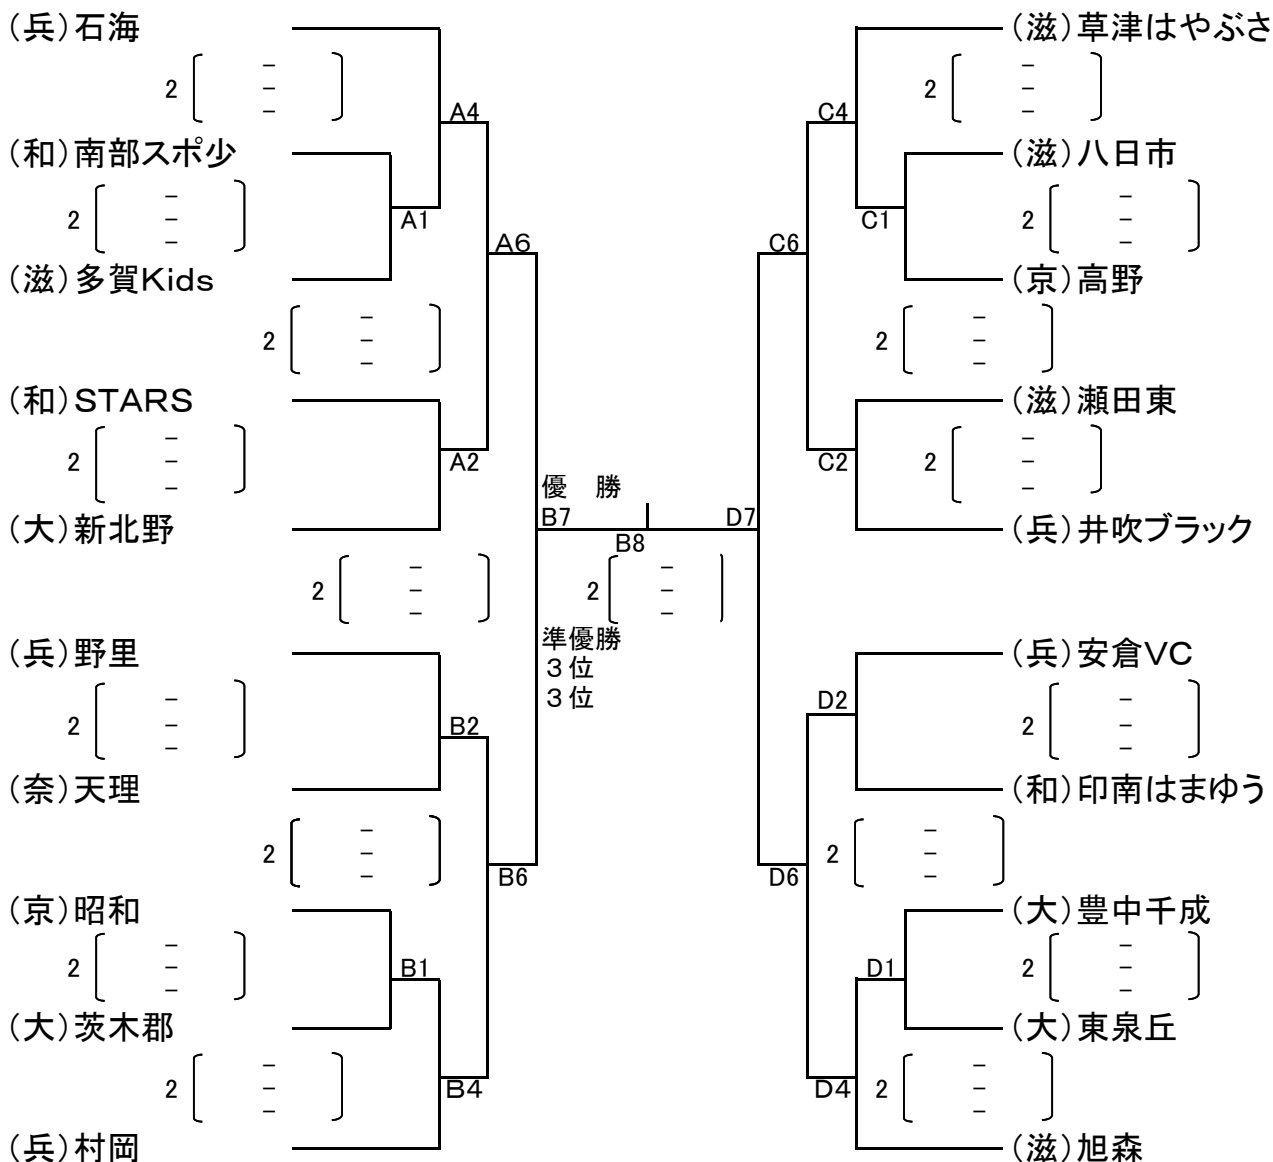 (兵)石海
2 － － －
A4
(和)南部スポ少
2 － － －
A1
A6
(滋)多賀Kids
2 － － －
(和)STARS
2 － － －
A2
(大)新北野
2 － － －
(兵)野里
2 － － －
B2
(奈)天理
2 － － －
B6
(京)昭和
2 － － －
B1
(大)茨木郡
2 － － －
B4
(兵)村岡
優　勝
B7
D7
B8
2 － － －
準優勝
３位
３位
(滋)草津はやぶさ
2 － － －
C4
(滋)八日市
2 － － －
C1
C6
(京)高野
2 － － －
(滋)瀬田東
2 － － －
C2
(兵)井吹ブラック
(兵)安倉VC
2 － － －
D2
(和)印南はまゆう
2 － － －
D6
(大)豊中千成
2 － － －
D1
(大)東泉丘
2 － － －
D4
(滋)旭森